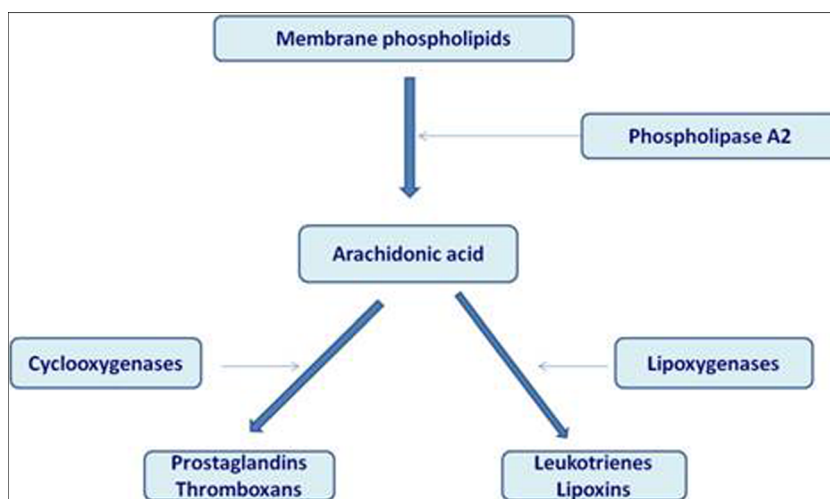 Membrane phospholipids
Phospholipase A2
Arachidonic acid
Cyclooxygenases
Lipoxygenases
Prostaglandins
Thromboxans
Leukotrienes
Lipoxins